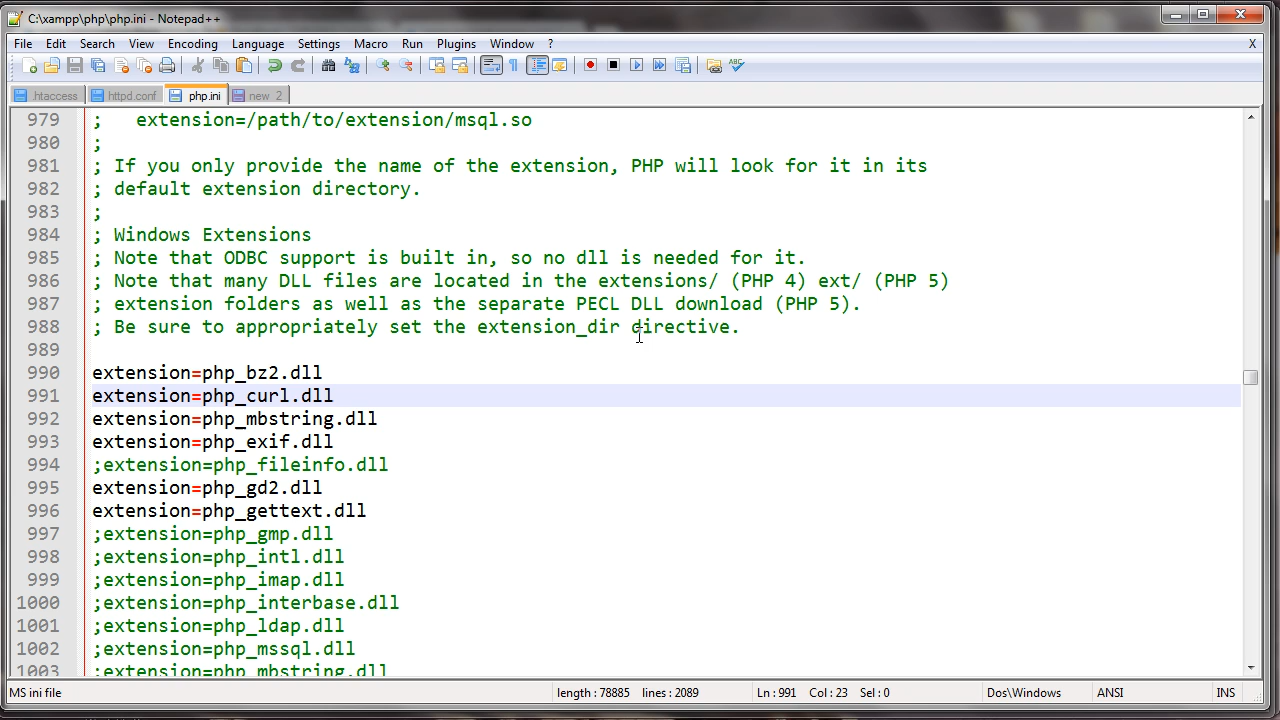 C:\xampp\php\php.ini - Notepad++
File Edit Search View Encoding Language Settings Macro Run Plugins Window ? X
.htaccess httpd.conf php.ini new 2
979 ;   extension=/path/to/extension/msql.so
980 ;
981 ; If you only provide the name of the extension, PHP will look for it in its
982 ; default extension directory.
983 ;
984 ; Windows Extensions
985 ; Note that ODBC support is built in, so no dll is needed for it.
986 ; Note that many DLL files are located in the extensions/ (PHP 4) ext/ (PHP 5)
987 ; extension folders as well as the separate PECL DLL download (PHP 5).
988 ; Be sure to appropriately set the extension_dir directive.
989
990 extension=php_bz2.dll
991 extension=php_curl.dll
992 extension=php_mbstring.dll
993 extension=php_exif.dll
994 ;extension=php_fileinfo.dll
995 extension=php_gd2.dll
996 extension=php_gettext.dll
997 ;extension=php_gmp.dll
998 ;extension=php_intl.dll
999 ;extension=php_imap.dll
1000 ;extension=php_interbase.dll
1001 ;extension=php_ldap.dll
1002 ;extension=php_mssql.dll
1003 ;extension=php_mbstring.dll
MS ini file length : 78885 lines : 2089 Ln : 991 Col : 23 Sel : 0 Dos\Windows ANSI INS